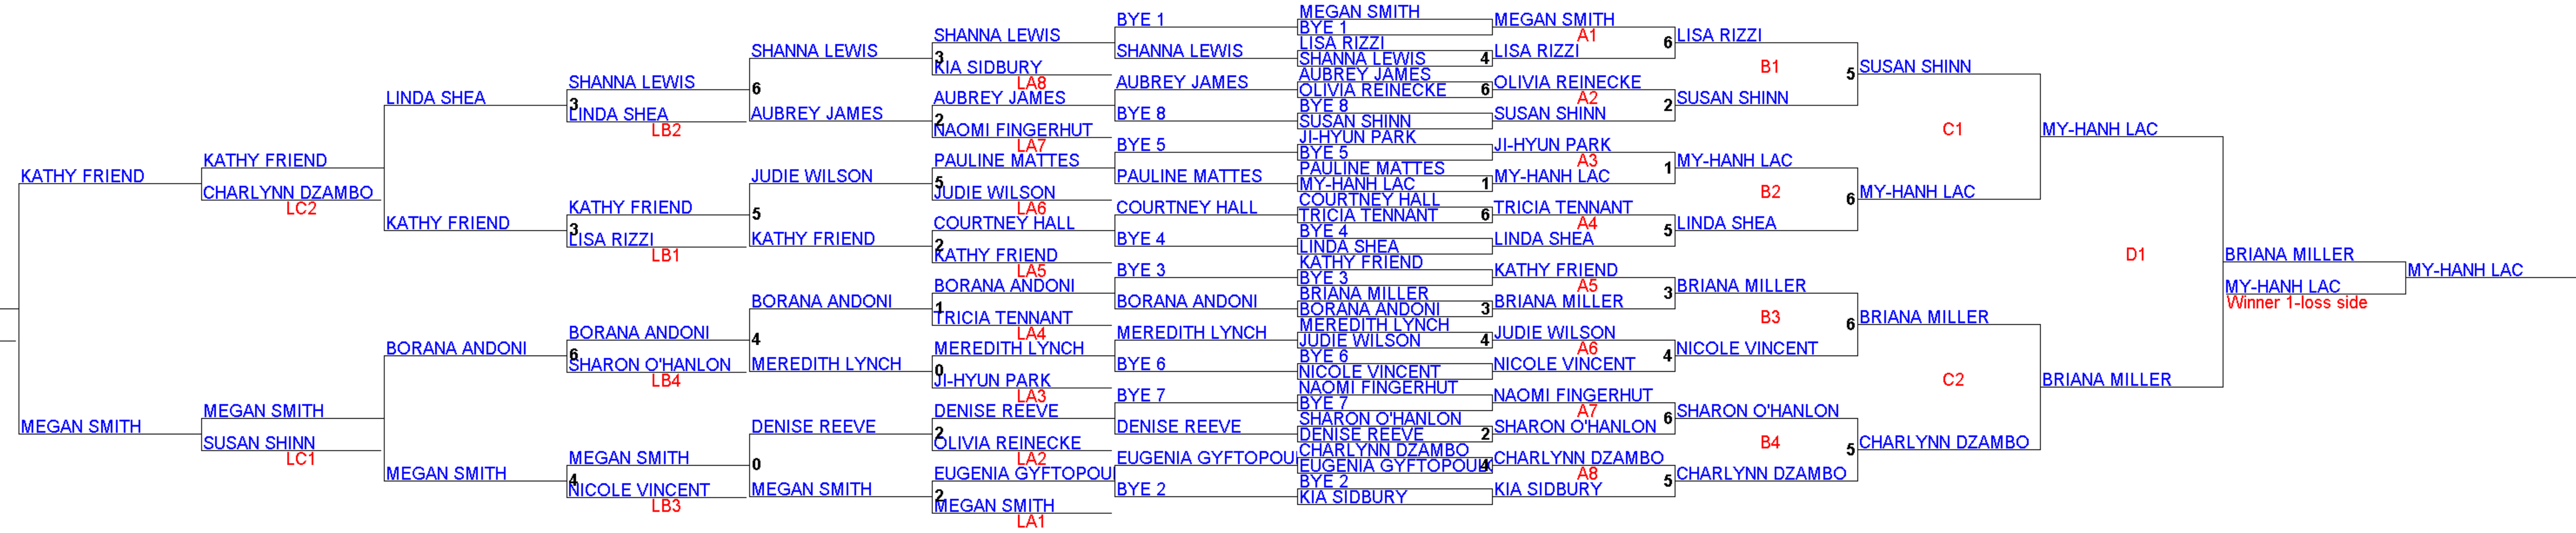 KATHY FRIEND
MEGAN SMITH
KATHY FRIEND
CHARLYNN DZAMBO
LC2
MEGAN SMITH
SUSAN SHINN
LC1
LINDA SHEA
KATHY FRIEND
BORANA ANDONI
MEGAN SMITH
SHANNA LEWIS
3
LINDA SHEA
LB2
KATHY FRIEND
3
LISA RIZZI
LB1
BORANA ANDONI
6
SHARON O'HANLON
LB4
MEGAN SMITH
4
NICOLE VINCENT
LB3
SHANNA LEWIS
6
AUBREY JAMES
JUDIE WILSON
5
KATHY FRIEND
BORANA ANDONI
4
MEREDITH LYNCH
DENISE REEVE
0
MEGAN SMITH
SHANNA LEWIS
3
KIA SIDBURY
LA8
AUBREY JAMES
2
NAOMI FINGERHUT
LA7
PAULINE MATTES
5
JUDIE WILSON
LA6
COURTNEY HALL
2
KATHY FRIEND
LA5
BORANA ANDONI
1
TRICIA TENNANT
LA4
MEREDITH LYNCH
0
JI-HYUN PARK
LA3
DENISE REEVE
2
OLIVIA REINECKE
LA2
EUGENIA GYFTOPOU
2
MEGAN SMITH
LA1
BYE 1
SHANNA LEWIS
AUBREY JAMES
BYE 8
BYE 5
PAULINE MATTES
COURTNEY HALL
BYE 4
BYE 3
BORANA ANDONI
MEREDITH LYNCH
BYE 6
BYE 7
DENISE REEVE
EUGENIA GYFTOPOU
BYE 2
MEGAN SMITH
BYE 1
LISA RIZZI
SHANNA LEWIS 4
AUBREY JAMES
OLIVIA REINECKE 6
BYE 8
SUSAN SHINN
JI-HYUN PARK
BYE 5
PAULINE MATTES
MY-HANH LAC 1
COURTNEY HALL
TRICIA TENNANT 6
BYE 4
LINDA SHEA
KATHY FRIEND
BYE 3
BRIANA MILLER
BORANA ANDONI 3
MEREDITH LYNCH
JUDIE WILSON 4
BYE 6
NICOLE VINCENT
NAOMI FINGERHUT
BYE 7
SHARON O'HANLON
DENISE REEVE 2
CHARLYNN DZAMBO
EUGENIA 4
BYE 2
KIA SIDBURY
MEGAN SMITH
A1
LISA RIZZI
6
OLIVIA REINECKE
A2
SUSAN SHINN
2
JI-HYUN PARK
A3
MY-HANH LAC
1
TRICIA TENNANT
A4
LINDA SHEA
5
KATHY FRIEND
A5
BRIANA MILLER
3
JUDIE WILSON
A6
NICOLE VINCENT
4
NAOMI FINGERHUT
A7
SHARON O'HANLON
6
CHARLYNN DZAMBO
A8
KIA SIDBURY
5
LISA RIZZI
B1
5
SUSAN SHINN
MY-HANH LAC
B2
6
LINDA SHEA
BRIANA MILLER
B3
6
NICOLE VINCENT
SHARON O'HANLON
B4
5
CHARLYNN DZAMBO
SUSAN SHINN
C1
MY-HANH LAC
BRIANA MILLER
C2
CHARLYNN DZAMBO
MY-HANH LAC
D1
BRIANA MILLER
BRIANA MILLER
MY-HANH LAC
Winner 1-loss side
MY-HANH LAC